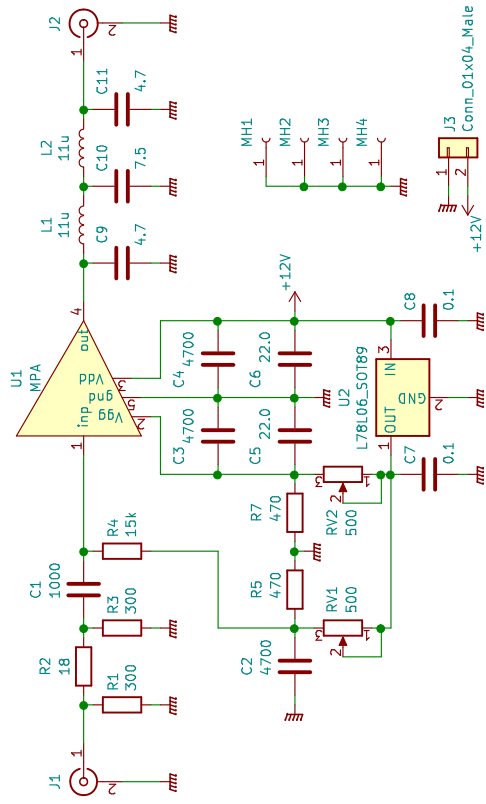 J1
1
2
R1
300
R2
18
R3
300
C1
1000
R4
15k
U1
MPA
1
inp
out
4
Vgg
2
gnd
5
Vdd
3
L1
11u
L2
11u
C9
4.7
C10
7.5
C11
4.7
J2
1
2
MH1
1
MH2
1
MH3
1
MH4
1
J3
Conn_01x04_Male
1
2
+12V
C3
4700
C4
4700
C5
22.0
C6
22.0
+12V
C2
4700
R5
470
R7
470
RV1
500
3
2
1
RV2
500
3
2
1
U2
L78L06_SOT89
OUT
1
IN
3
GND
2
C7
0.1
C8
0.1